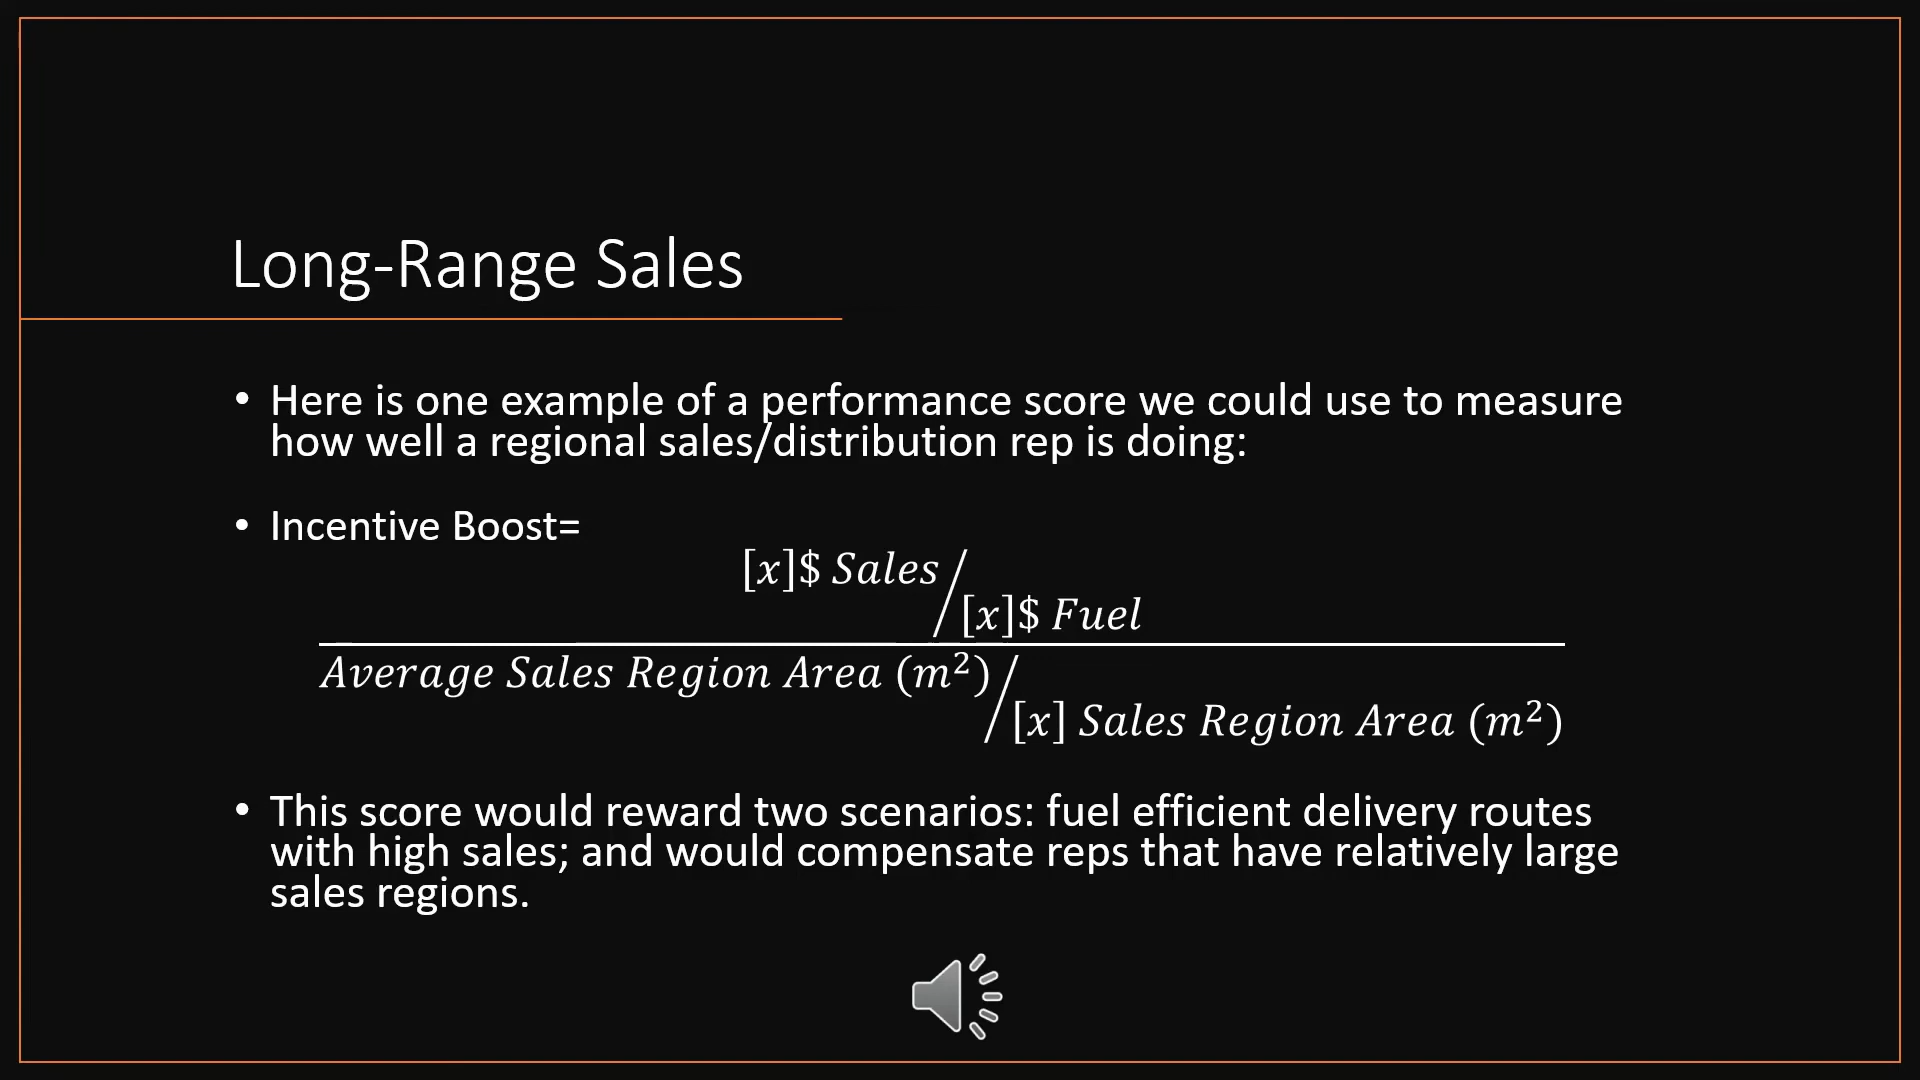 Long-Range Sales
• Here is one example of a performance score we could use to measure
how well a regional sales/distribution rep is doing:
• Incentive Boost=
[x]$ Sales/
[x]$ Fuel
Average Sales Region Area (m²)/
[x] Sales Region Area (m²)
• This score would reward two scenarios: fuel efficient delivery routes
with high sales; and would compensate reps that have relatively large
sales regions.